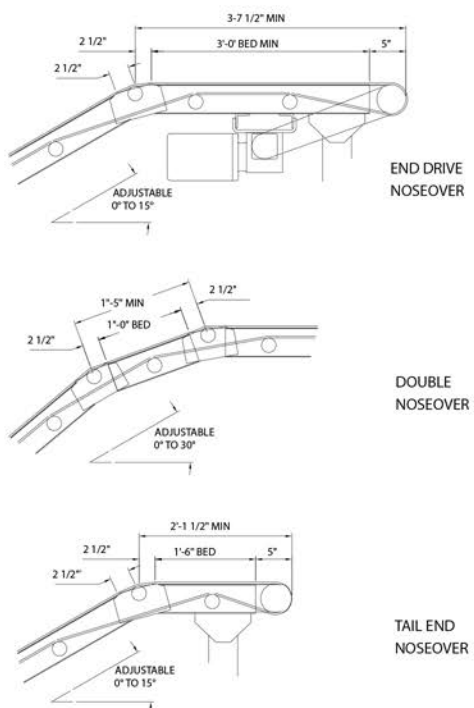 3-7 1/2" MIN
2 1/2"
3'-0' BED MIN
5"
2 1/2"
ADJUSTABLE
0° TO 15°
END DRIVE
NOSEOVER
1"-5" MIN
2 1/2"
1"-0" BED
2 1/2"
ADJUSTABLE
0° TO 30°
DOUBLE
NOSEOVER
2'-1 1/2" MIN
2 1/2"
1'-6" BED
5"
2 1/2"
ADJUSTABLE
0° TO 15°
TAIL END
NOSEOVER